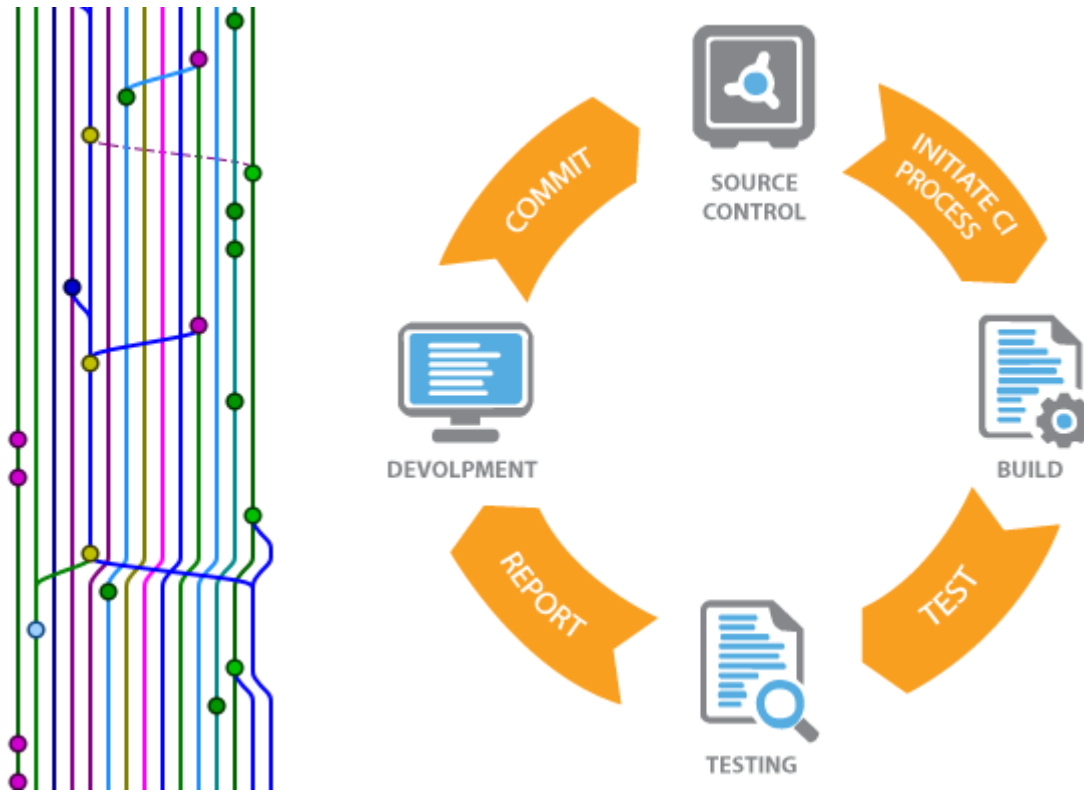 COMMIT
SOURCE
CONTROL
INITIATE CI
PROCESS
DEVOLPMENT
BUILD
REPORT
TEST
TESTING